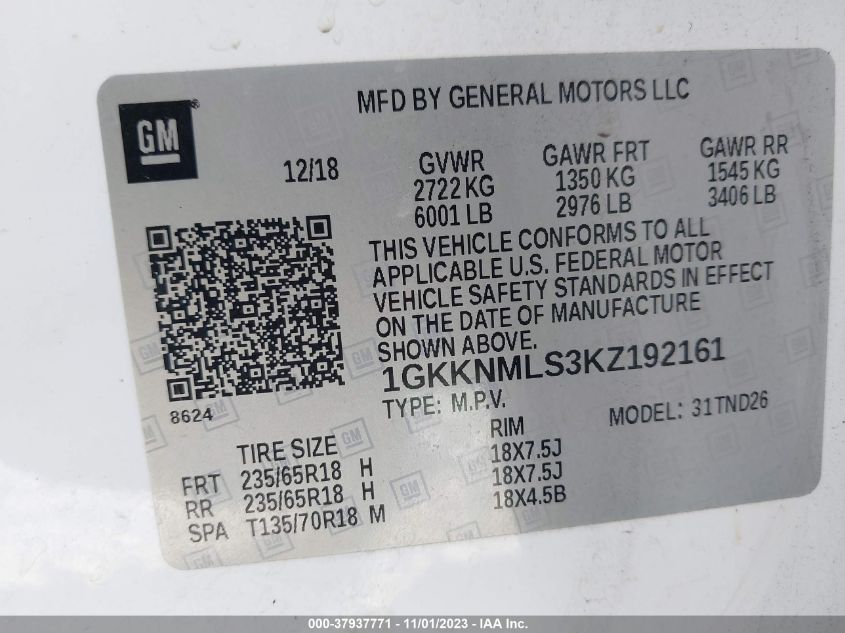 MFD BY GENERAL MOTORS LLC
GM®
12/18
GVWR
2722 KG
6001 LB
GAWR FRT
1350 KG
2976 LB
GAWR RR
1545 KG
3406 LB
THIS VEHICLE CONFORMS TO ALL
APPLICABLE U.S. FEDERAL MOTOR
VEHICLE SAFETY STANDARDS IN EFFECT
ON THE DATE OF MANUFACTURE
SHOWN ABOVE.
1GKKNMLS3KZ192161
8624
TYPE: M.P.V.
MODEL: 31TND26
TIRE SIZE RIM
FRT 235/65R18 H 18X7.5J
RR 235/65R18 H 18X7.5J
SPA T135/70R18 M 18X4.5B
000-37937771 - 11/01/2023 - IAA Inc.